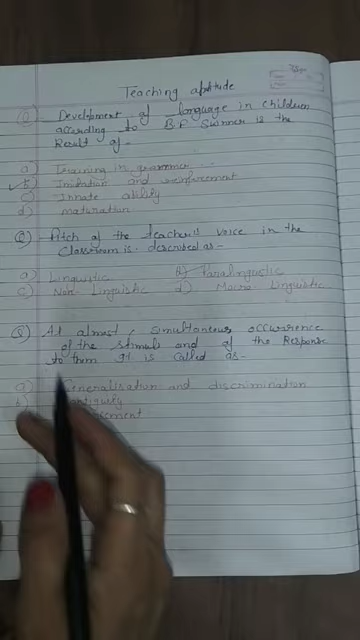 Teaching aptitude
Q) Development of language in children
according to B F Skinner is the
Result of -
a) Training in grammer
b) Imitation and reinforcement
c) Innate ability
d) maturation
Q) Pitch of the teacher's voice in the
classroom is described as -
a) Linguistic b) Paralinguistic
c) Non-Linguistic d) Macro-Linguistic
Q) At almost, simultaneous occurrence
of the stimuli and of the Response
to them it is called as -
a) Generalisation and discrimination
b)